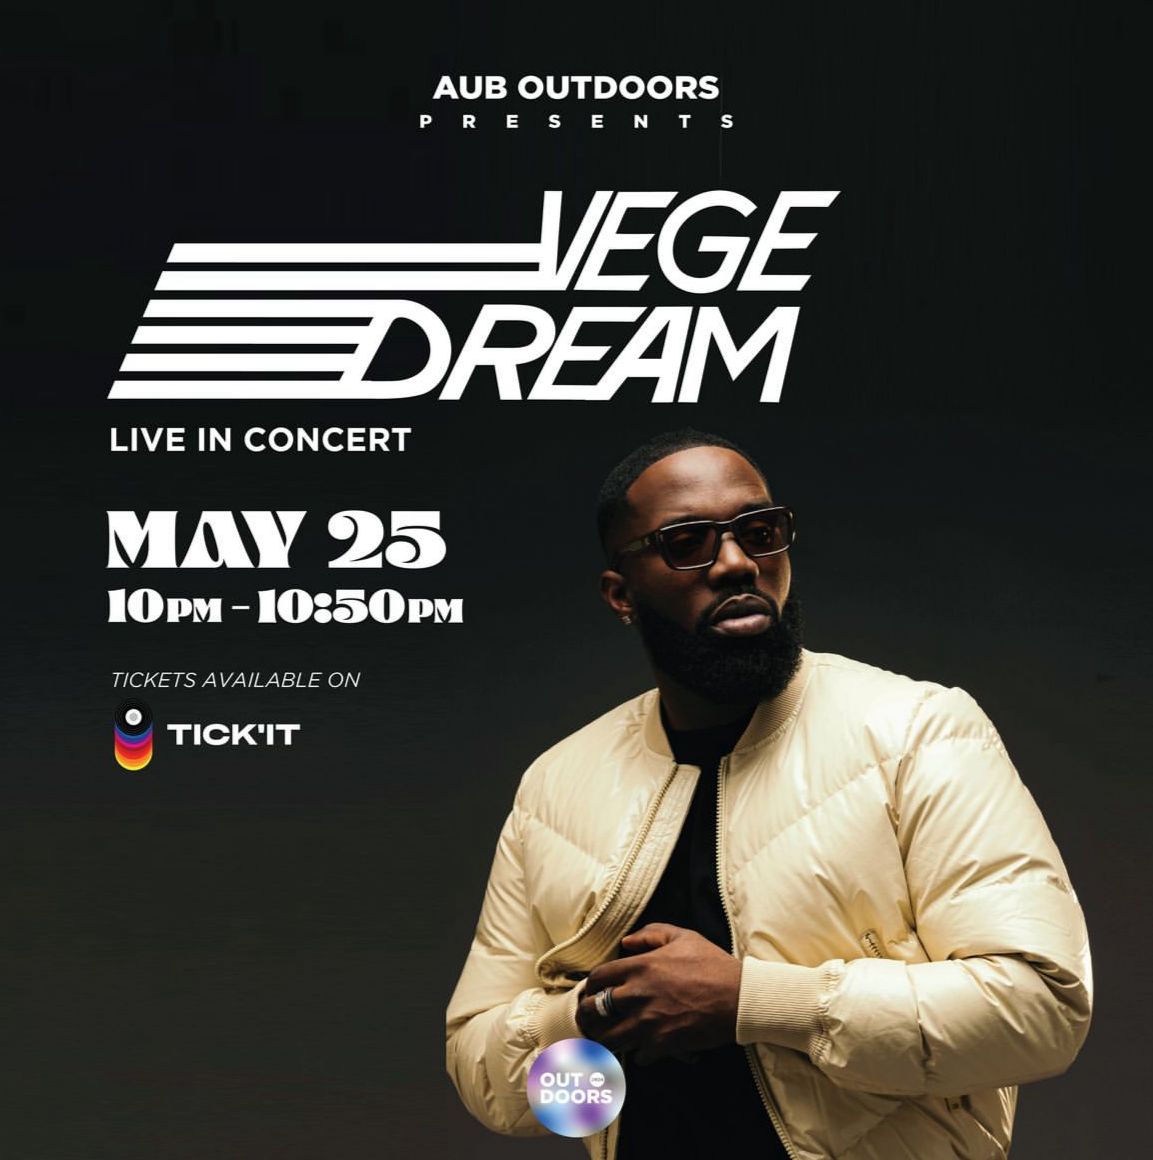 AUB OUTDOORS
PRESENTS
VEGE
DREAM
LIVE IN CONCERT
MAY 25
10PM - 10:50PM
TICKETS AVAILABLE ON
TICK'IT
OUT
DOORS